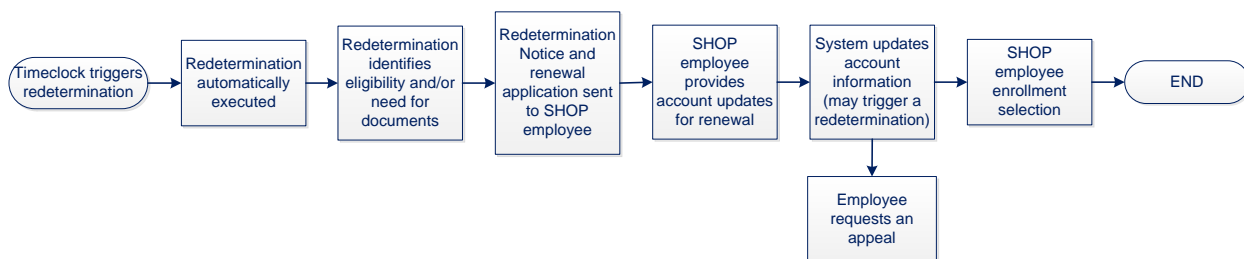 Timeclock triggers
redetermination
Redetermination
automatically
executed
Redetermination
identifies
eligibility and/or
need for
documents
Redetermination
Notice and
renewal
application sent
to SHOP
employee
SHOP
employee
provides
account updates
for renewal
System updates
account
information
(may trigger a
redetermination)
SHOP
employee
enrollment
selection
END
Employee
requests an
appeal